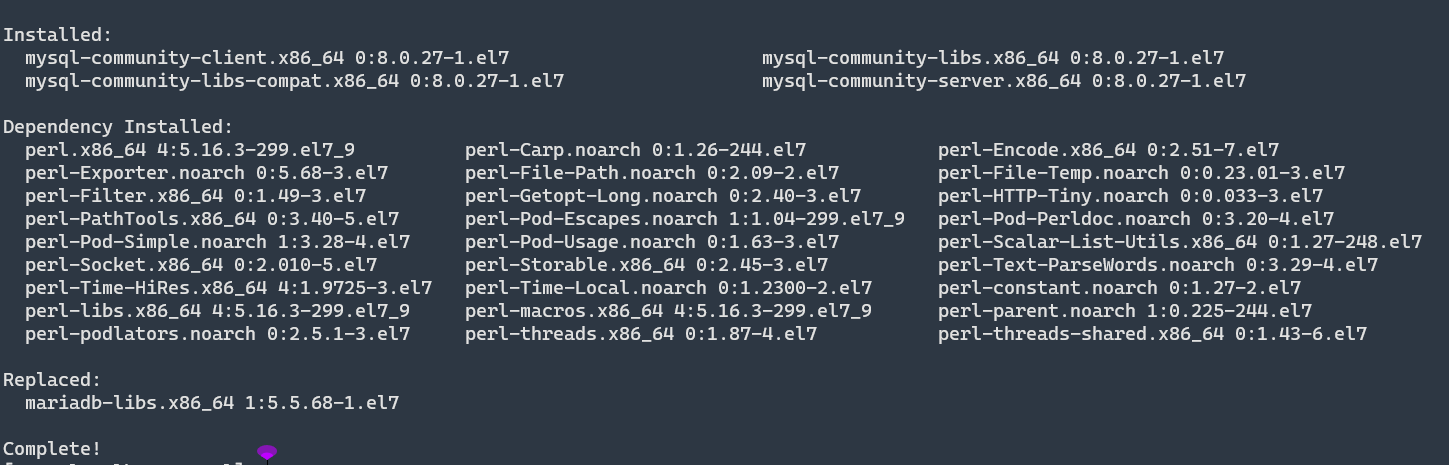 Installed:
mysql-community-client.x86_64 0:8.0.27-1.el7 mysql-community-libs.x86_64 0:8.0.27-1.el7
mysql-community-libs-compat.x86_64 0:8.0.27-1.el7 mysql-community-server.x86_64 0:8.0.27-1.el7
Dependency Installed:
perl.x86_64 4:5.16.3-299.el7_9 perl-Carp.noarch 0:1.26-244.el7 perl-Encode.x86_64 0:2.51-7.el7
perl-Exporter.noarch 0:5.68-3.el7 perl-File-Path.noarch 0:2.09-2.el7 perl-File-Temp.noarch 0:0.23.01-3.el7
perl-Filter.x86_64 0:1.49-3.el7 perl-Getopt-Long.noarch 0:2.40-3.el7 perl-HTTP-Tiny.noarch 0:0.033-3.el7
perl-PathTools.x86_64 0:3.40-5.el7 perl-Pod-Escapes.noarch 1:1.04-299.el7_9 perl-Pod-Perldoc.noarch 0:3.20-4.el7
perl-Pod-Simple.noarch 1:3.28-4.el7 perl-Pod-Usage.noarch 0:1.63-3.el7 perl-Scalar-List-Utils.x86_64 0:1.27-248.el7
perl-Socket.x86_64 0:2.010-5.el7 perl-Storable.x86_64 0:2.45-3.el7 perl-Text-ParseWords.noarch 0:3.29-4.el7
perl-Time-HiRes.x86_64 4:1.9725-3.el7 perl-Time-Local.noarch 0:1.2300-2.el7 perl-constant.noarch 0:1.27-2.el7
perl-libs.x86_64 4:5.16.3-299.el7_9 perl-macros.x86_64 4:5.16.3-299.el7_9 perl-parent.noarch 1:0.225-244.el7
perl-podlators.noarch 0:2.5.1-3.el7 perl-threads.x86_64 0:1.87-4.el7 perl-threads-shared.x86_64 0:1.43-6.el7
Replaced:
mariadb-libs.x86_64 1:5.5.68-1.el7
Complete!